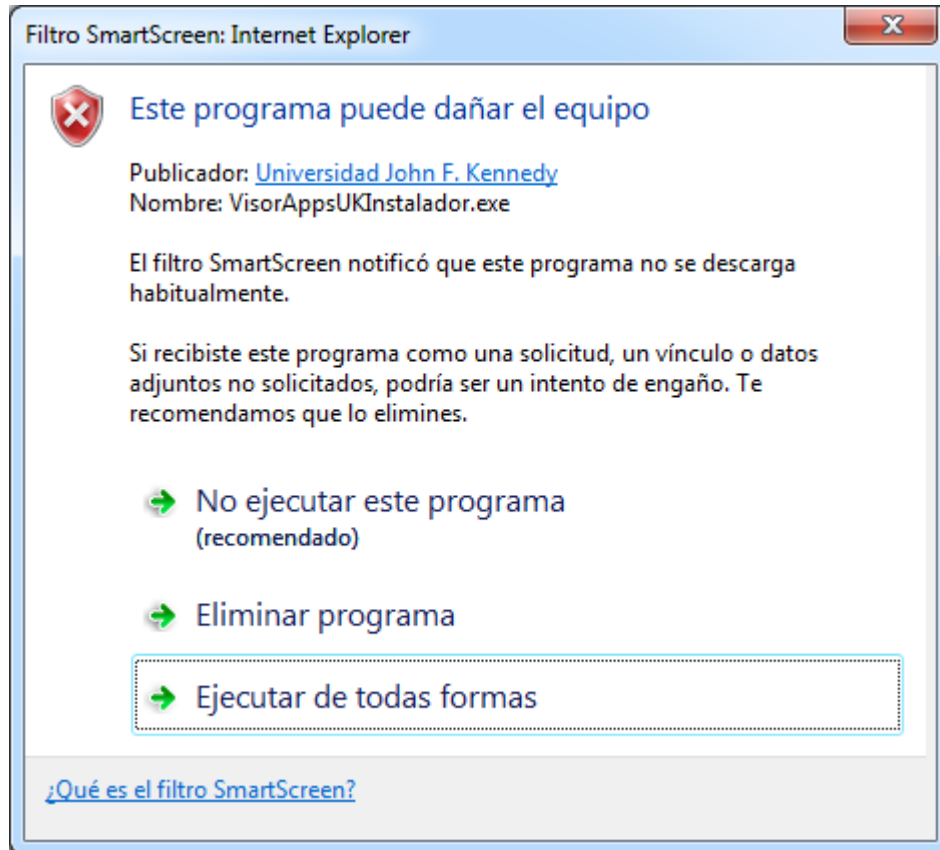 Filtro SmartScreen: Internet Explorer
Este programa puede dañar el equipo
Publicador: Universidad John F. Kennedy
Nombre: VisorAppsUKInstalador.exe
El filtro SmartScreen notificó que este programa no se descarga
habitualmente.
Si recibiste este programa como una solicitud, un vínculo o datos
adjuntos no solicitados, podría ser un intento de engaño. Te
recomendamos que lo elimines.
No ejecutar este programa
(recomendado)
Eliminar programa
Ejecutar de todas formas
¿Qué es el filtro SmartScreen?